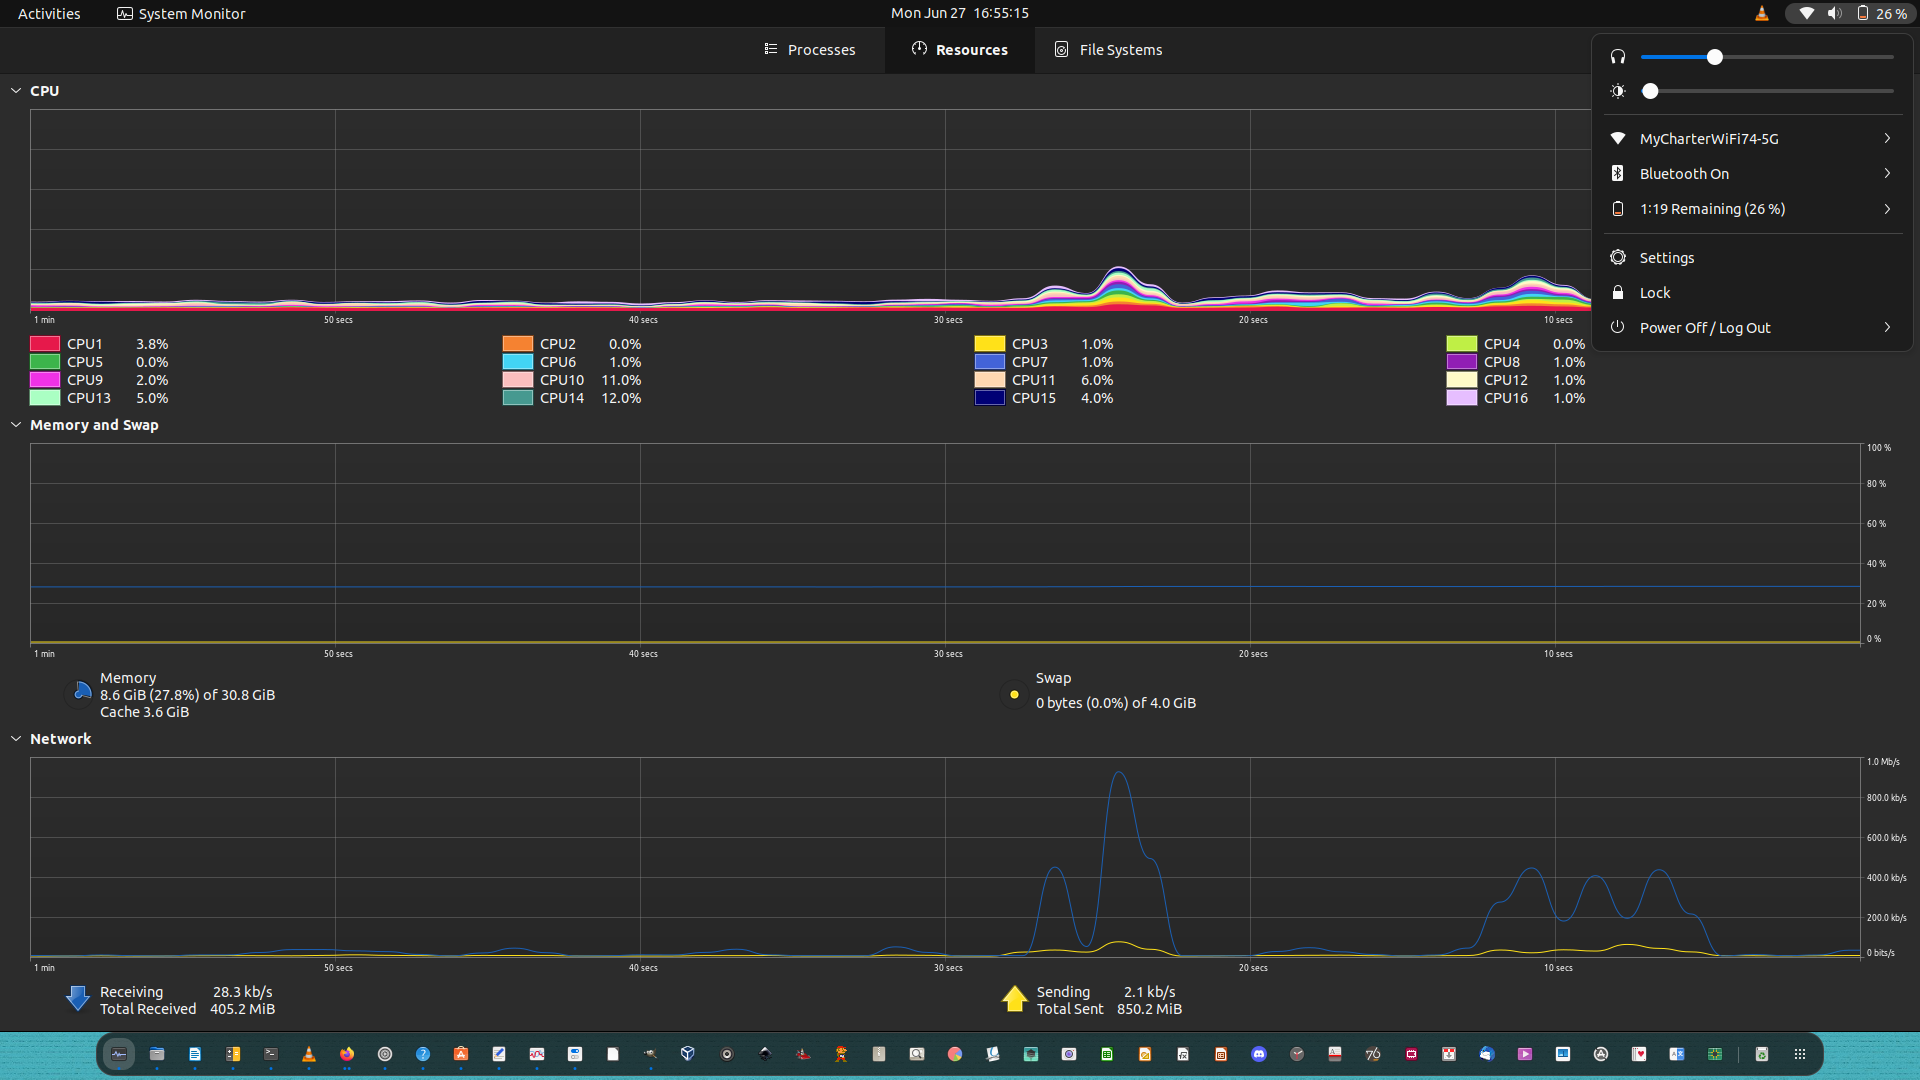 Activities
System Monitor
Mon Jun 27 16:55:15
26 %
Processes
Resources
File Systems
CPU
1 min
50 secs
40 secs
30 secs
20 secs
10 secs
CPU1 3.8%
CPU2 0.0%
CPU3 1.0%
CPU4 0.0%
CPU5 0.0%
CPU6 1.0%
CPU7 1.0%
CPU8 1.0%
CPU9 2.0%
CPU10 11.0%
CPU11 6.0%
CPU12 1.0%
CPU13 5.0%
CPU14 12.0%
CPU15 4.0%
CPU16 1.0%
MyCharterWiFi74-5G
Bluetooth On
1:19 Remaining (26 %)
Settings
Lock
Power Off / Log Out
Memory and Swap
100 %
80 %
60 %
40 %
20 %
0 %
1 min
50 secs
40 secs
30 secs
20 secs
10 secs
Memory
8.6 GiB (27.8%) of 30.8 GiB
Cache 3.6 GiB
Swap
0 bytes (0.0%) of 4.0 GiB
Network
1.0 Mb/s
800.0 kb/s
600.0 kb/s
400.0 kb/s
200.0 kb/s
0 bits/s
1 min
50 secs
40 secs
30 secs
20 secs
10 secs
Receiving 28.3 kb/s
Total Received 405.2 MiB
Sending 2.1 kb/s
Total Sent 850.2 MiB